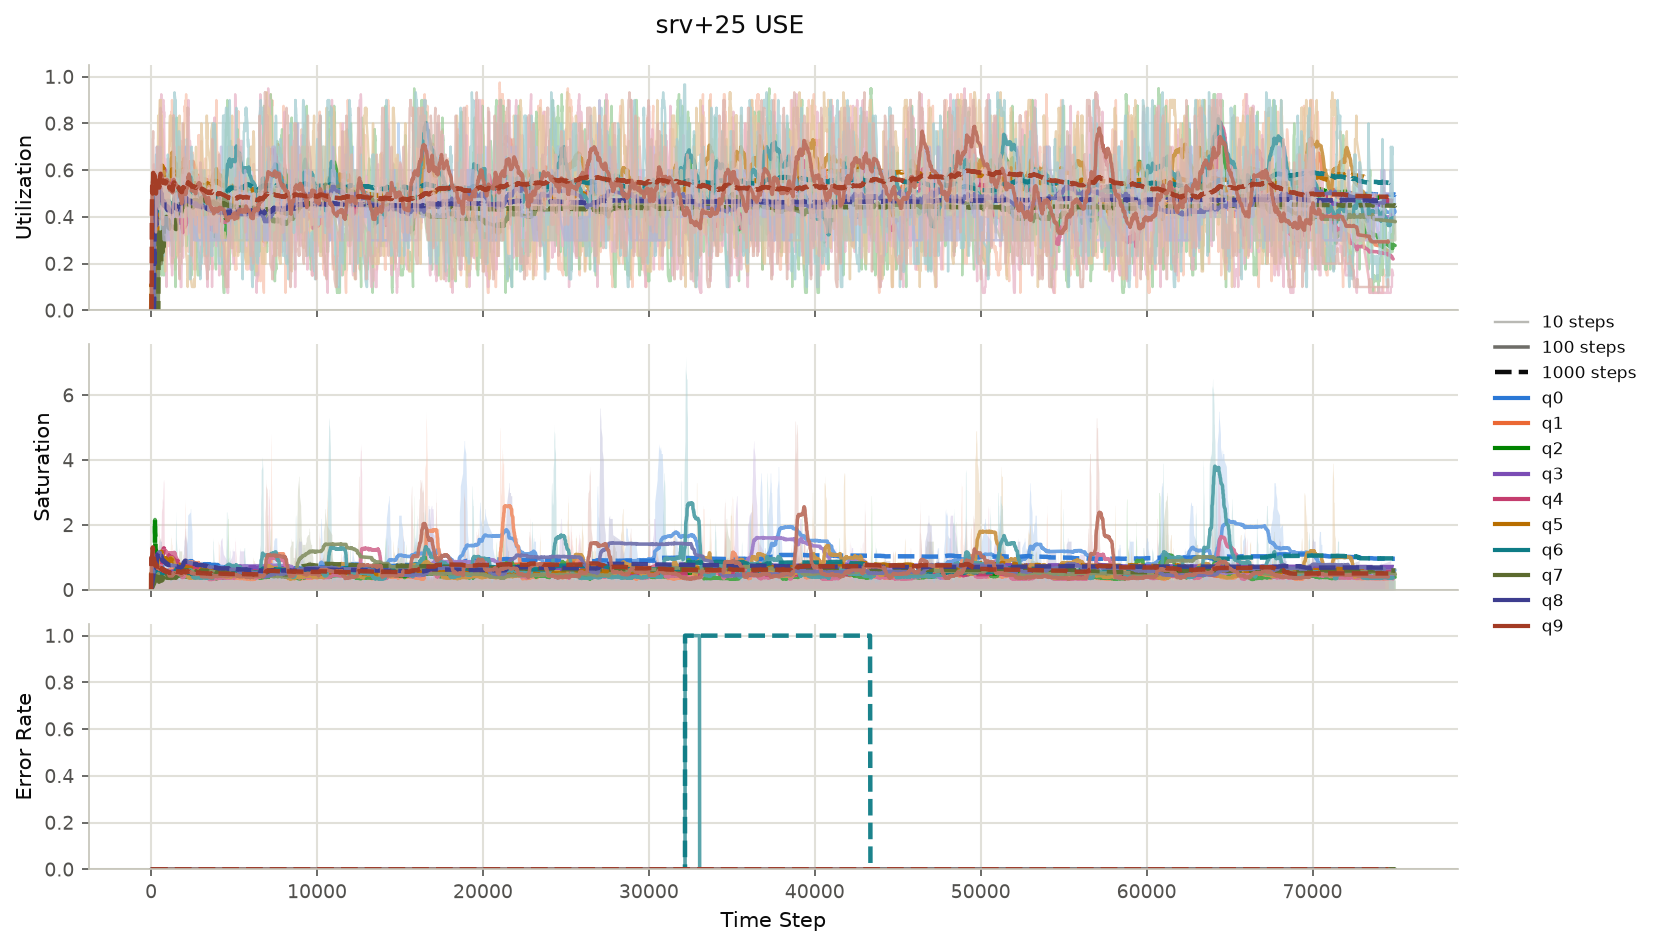 srv+25 USE
Utilization
1.0
0.8
0.6
0.4
0.2
0.0
Saturation
6
4
2
0
Error Rate
1.0
0.8
0.6
0.4
0.2
0.0
0 10000 20000 30000 40000 50000 60000 70000
Time Step
10 steps
100 steps
1000 steps
q0
q1
q2
q3
q4
q5
q6
q7
q8
q9